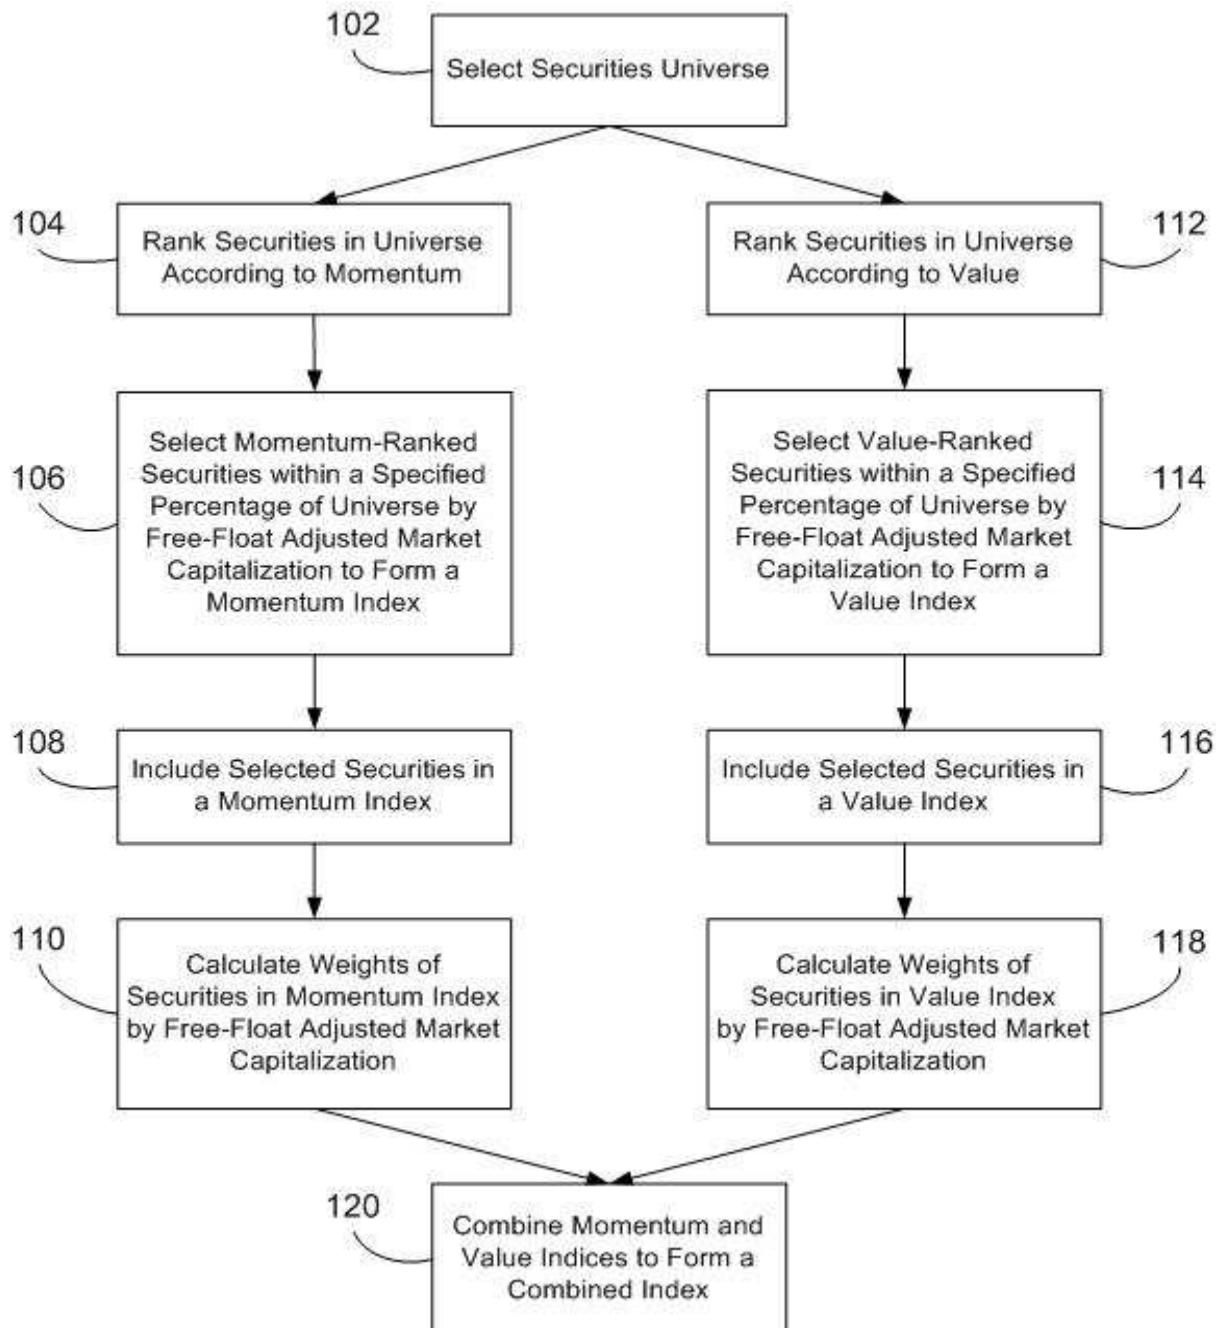 102
Select Securities Universe
104
Rank Securities in Universe
According to Momentum
Rank Securities in Universe
According to Value
112
106
Select Momentum-Ranked
Securities within a Specified
Percentage of Universe by
Free-Float Adjusted Market
Capitalization to Form a
Momentum Index
Select Value-Ranked
Securities within a Specified
Percentage of Universe by
Free-Float Adjusted Market
Capitalization to Form a
Value Index
114
108
Include Selected Securities in
a Momentum Index
Include Selected Securities in
a Value Index
116
110
Calculate Weights of
Securities in Momentum Index
by Free-Float Adjusted Market
Capitalization
Calculate Weights of
Securities in Value Index
by Free-Float Adjusted Market
Capitalization
118
120
Combine Momentum and
Value Indices to Form a
Combined Index